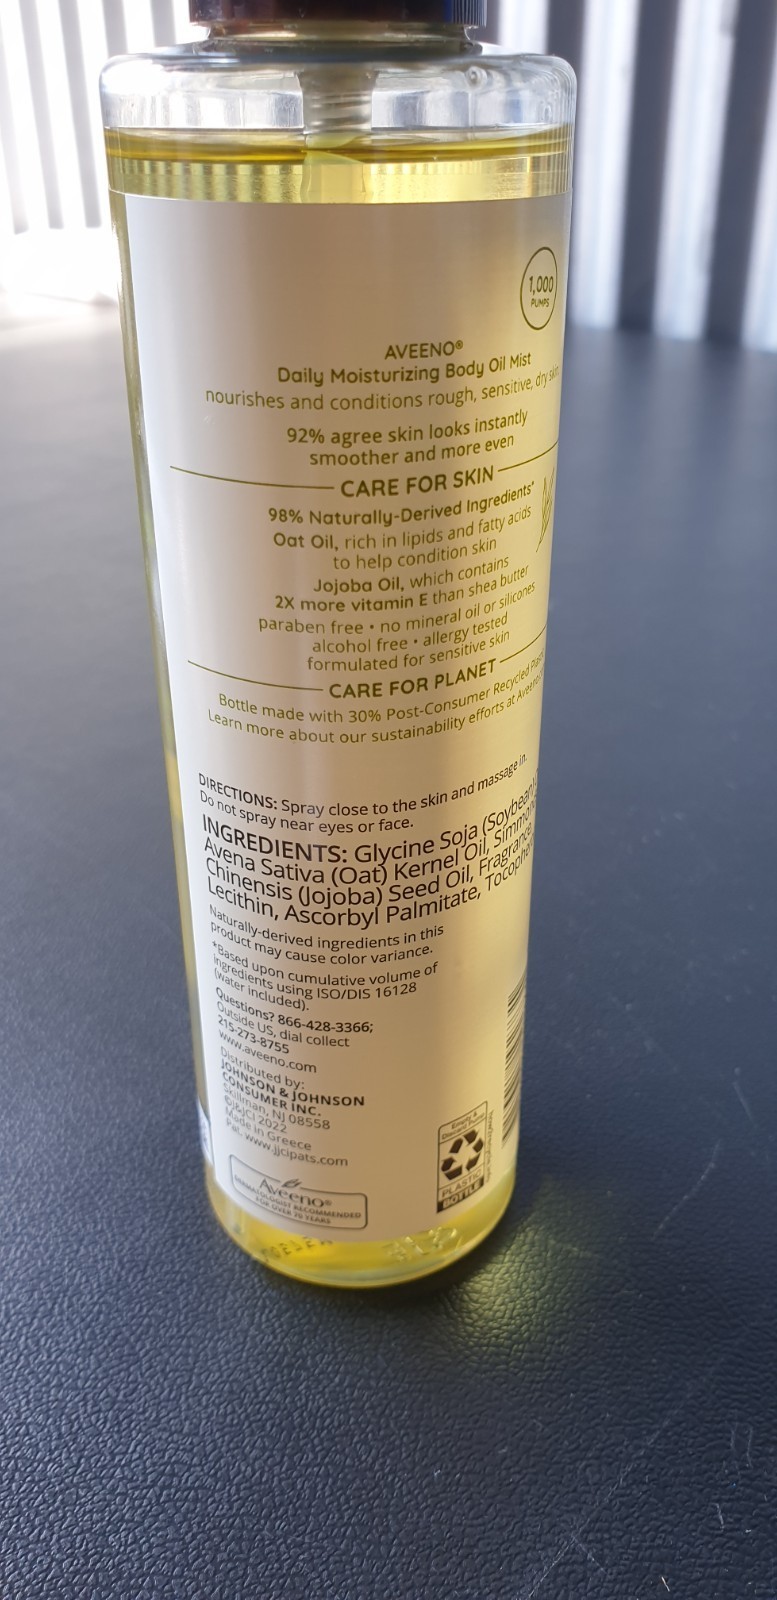 1,000
PUMPS
AVEENO®
Daily Moisturizing Body Oil Mist
nourishes and conditions rough, sensitive, dry skin
92% agree skin looks instantly
smoother and more even
CARE FOR SKIN
98% Naturally-Derived Ingredients*
Oat Oil, rich in lipids and fatty acids
to help condition skin
Jojoba Oil, which contains
2X more vitamin E than shea butter
paraben free • no mineral oil or silicones
alcohol free • allergy tested
formulated for sensitive skin
CARE FOR PLANET
Bottle made with 30% Post-Consumer Recycled
Learn more about our sustainability efforts at
DIRECTIONS: Spray close to the skin and massage in.
Do not spray near eyes or face.
INGREDIENTS: Glycine Soja (Soybean)
Avena Sativa (Oat) Kernel Oil,
Chinensis (Jojoba) Seed Oil, Fragrance,
Lecithin, Ascorbyl Palmitate,
Naturally-derived ingredients in this
product may cause color variance.
*Based upon cumulative volume of
ingredients using ISO/DIS 16128
(water included).
Questions? 866-428-3366;
Outside US, dial collect
215-273-8755
www.aveeno.com
Distributed by:
JOHNSON & JOHNSON
CONSUMER INC.
Skillman, NJ 08558
©J&JCI 2022
Made in Greece
Pat. www.jjcipats.com
Aveeno®
DERMATOLOGIST RECOMMENDED
FOR OVER 70 YEARS
PLASTIC
BOTTLE